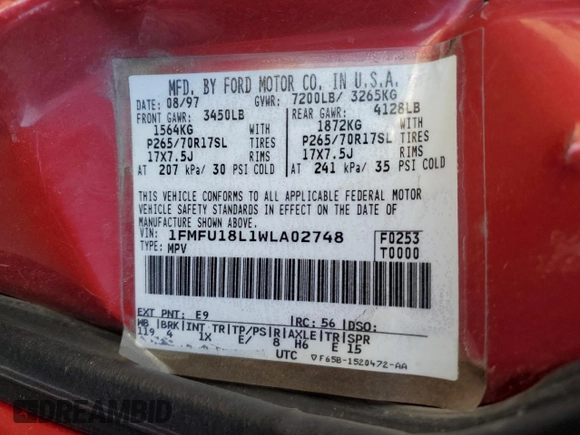 MFD. BY FORD MOTOR CO. IN U.S.A.
DATE: 08/97 GVWR: 7200LB/ 3265KG
FRONT GAWR: 3450LB REAR GAWR: 4128LB
1564KG WITH 1872KG WITH
P265/70R17SL TIRES P265/70R17SL TIRES
17X7.5J RIMS 17X7.5J RIMS
AT 207 kPa/ 30 PSI COLD AT 241 kPa/ 35 PSI COLD
THIS VEHICLE CONFORMS TO ALL APPLICABLE FEDERAL MOTOR
VEHICLE SAFETY STANDARDS IN EFFECT ON THE DATE OF
MANUFACTURE SHOWN ABOVE.
VIN: 1FMFU18L1WLA02748 F0253
TYPE: MPV T0000
EXT PNT: E9 RC: 56 DSO:
WB BRK INT TR TP/PS R AXLE TR SPR
119 4 1X E/ 8 H6 E 15
UTC ▽F65B-1520472-AA
DREAMBID